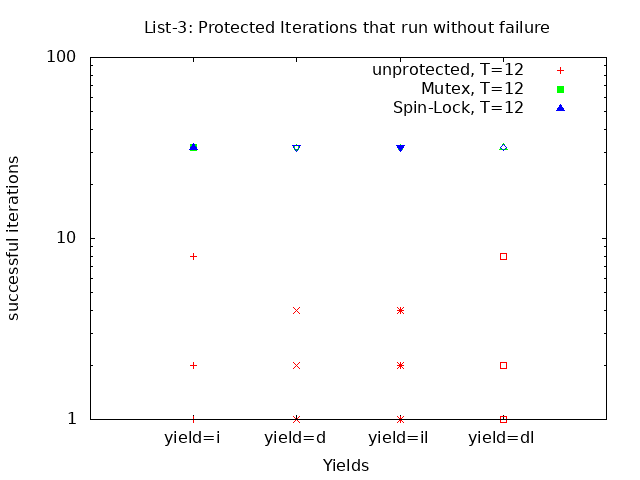 List-3: Protected Iterations that run without failure
100
unprotected, T=12
Mutex, T=12
Spin-Lock, T=12
successful iterations
10
1
yield=i yield=d yield=il yield=dl
Yields